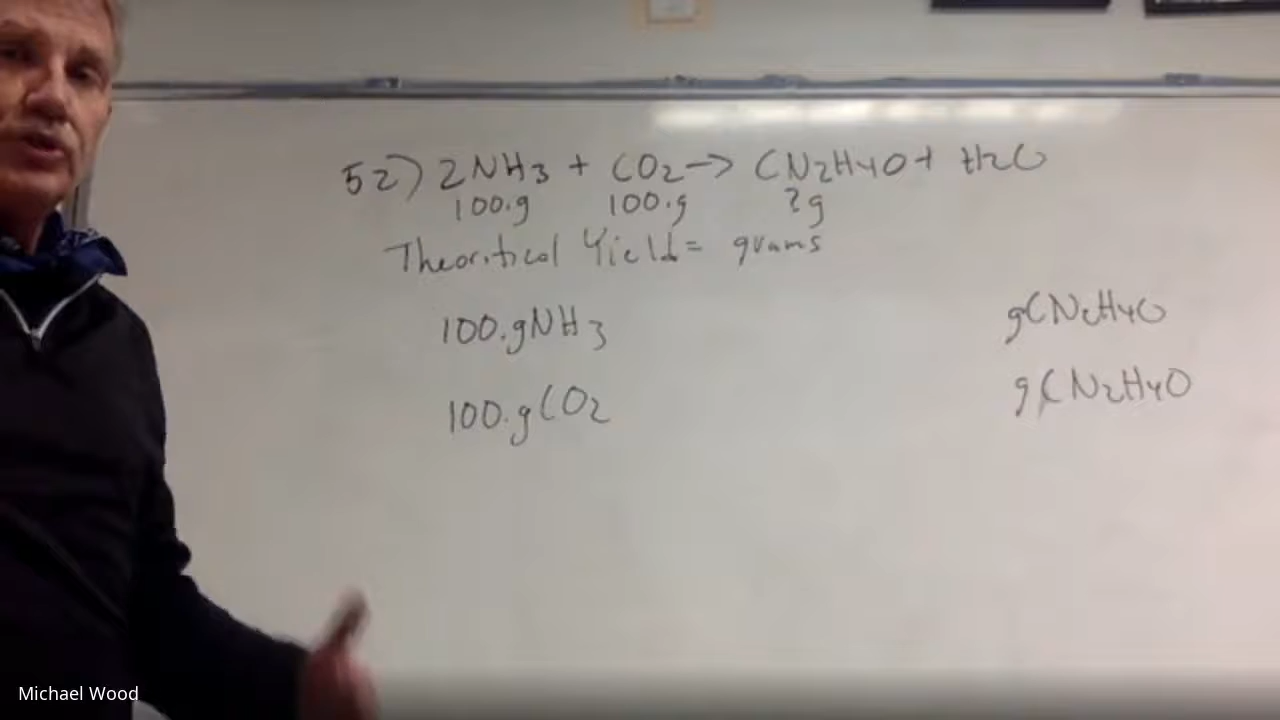 52) 2NH3 + CO2 -> CN2H4O + H2O
100.g 100.g ?g
Theoritical Yield = grams
100.gNH3 gCN2H4O
100.gCO2 gCN2H4O
Michael Wood